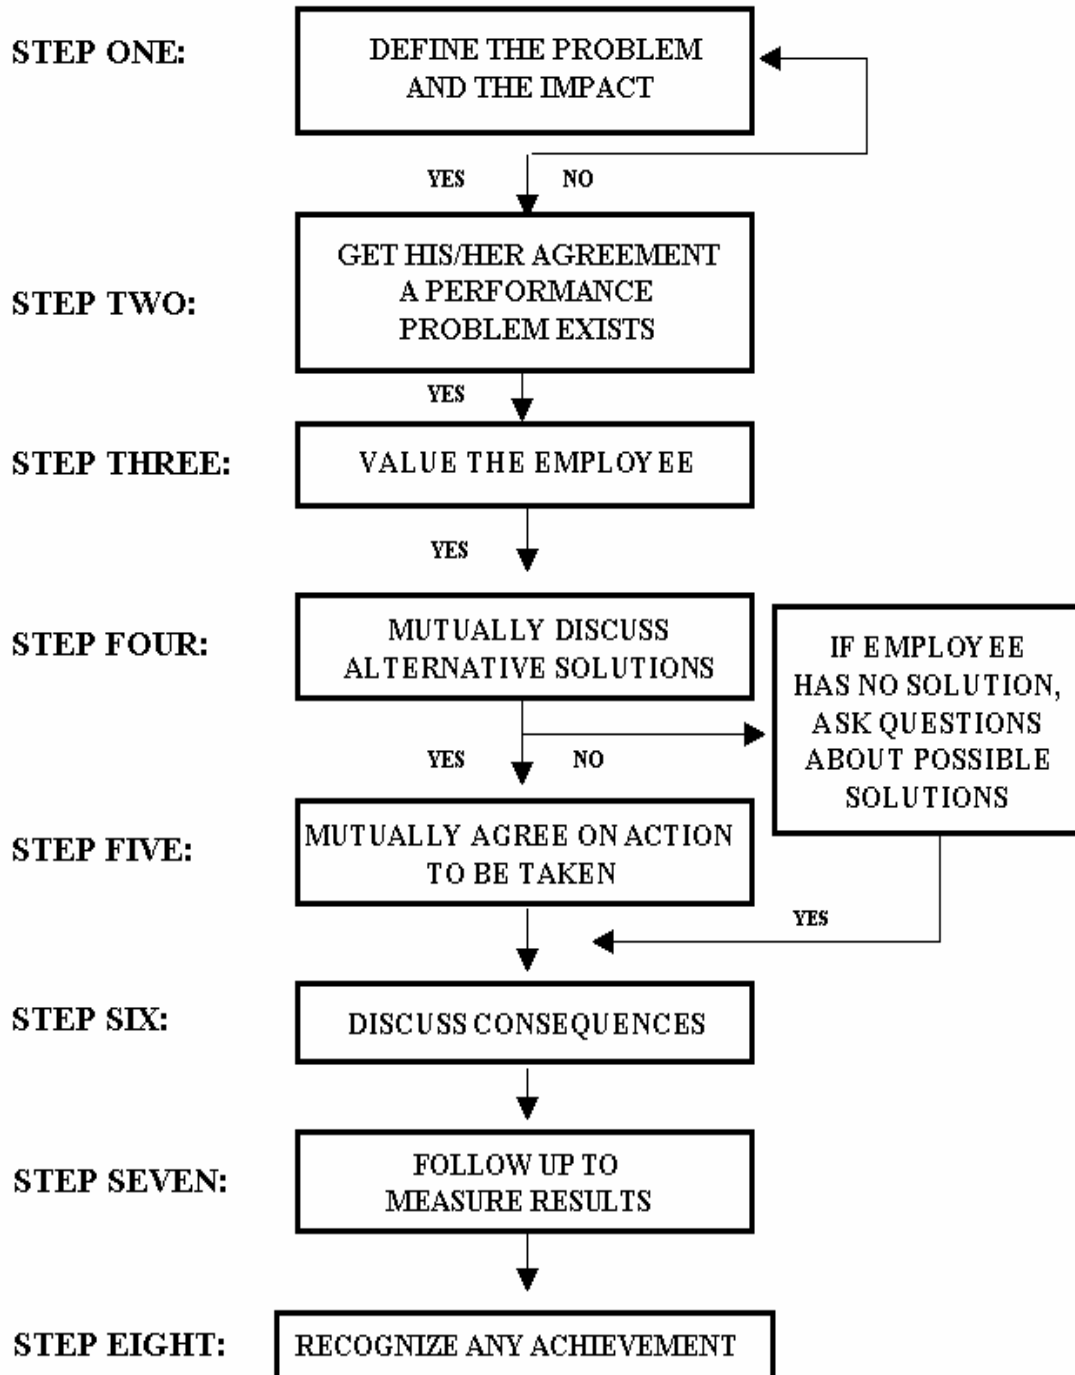 STEP ONE:
DEFINE THE PROBLEM
AND THE IMPACT
YES
NO
STEP TWO:
GET HIS/HER AGREEMENT
A PERFORMANCE
PROBLEM EXISTS
YES
STEP THREE:
VALUE THE EMPLOYEE
YES
STEP FOUR:
MUTUALLY DISCUSS
ALTERNATIVE SOLUTIONS
IF EMPLOYEE
HAS NO SOLUTION,
ASK QUESTIONS
ABOUT POSSIBLE
SOLUTIONS
YES
NO
STEP FIVE:
MUTUALLY AGREE ON ACTION
TO BE TAKEN
YES
STEP SIX:
DISCUSS CONSEQUENCES
STEP SEVEN:
FOLLOW UP TO
MEASURE RESULTS
STEP EIGHT:
RECOGNIZE ANY ACHIEVEMENT